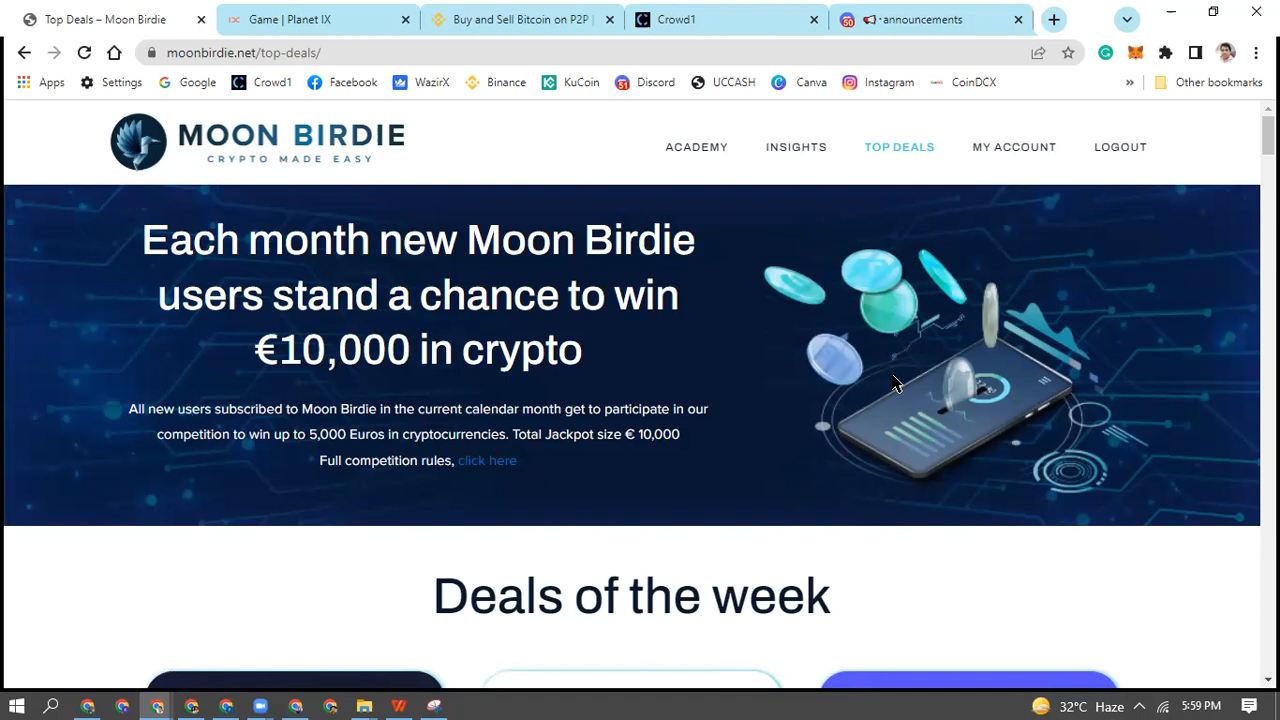 Top Deals – Moon Birdie
Game | Planet IX
Buy and Sell Bitcoin on P2P |
Crowd1
50
announcements
moonbirdie.net/top-deals/
Apps
Settings
Google
Crowd1
Facebook
WazirX
Binance
KuCoin
51
Discord
UCCASH
Canva
Instagram
CoinDCX
»
Other bookmarks
MOON BIRDIE
CRYPTO MADE EASY
ACADEMY
INSIGHTS
TOP DEALS
MY ACCOUNT
LOGOUT
Each month new Moon Birdie
users stand a chance to win
€10,000 in crypto
All new users subscribed to Moon Birdie in the current calendar month get to participate in our
competition to win up to 5,000 Euros in cryptocurrencies. Total Jackpot size € 10,000
Full competition rules, click here
Deals of the week
32°C Haze
5:59 PM